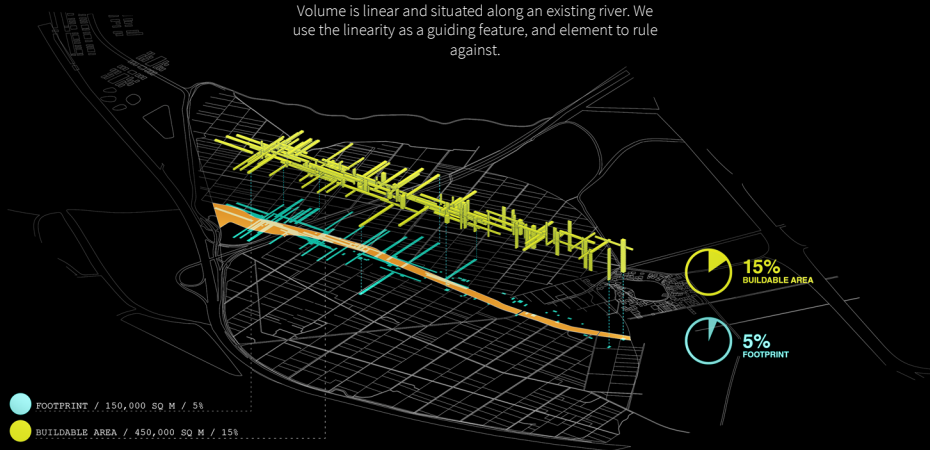 Volume is linear and situated along an existing river. We
use the linearity as a guiding feature, and element to rule
against.
15%
BUILDABLE AREA
5%
FOOTPRINT
FOOTPRINT / 150,000 SQ M / 5%
BUILDABLE AREA / 450,000 SQ M / 15%